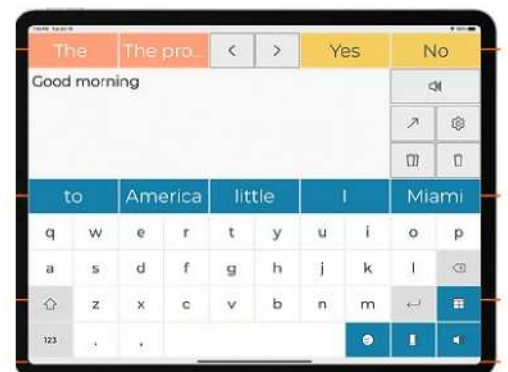 The The pro... < > Yes No
Good morning
to America little I Miami
q w e r t y u i o p
a s d f g h j k l
z x c v b n m
123 . ,